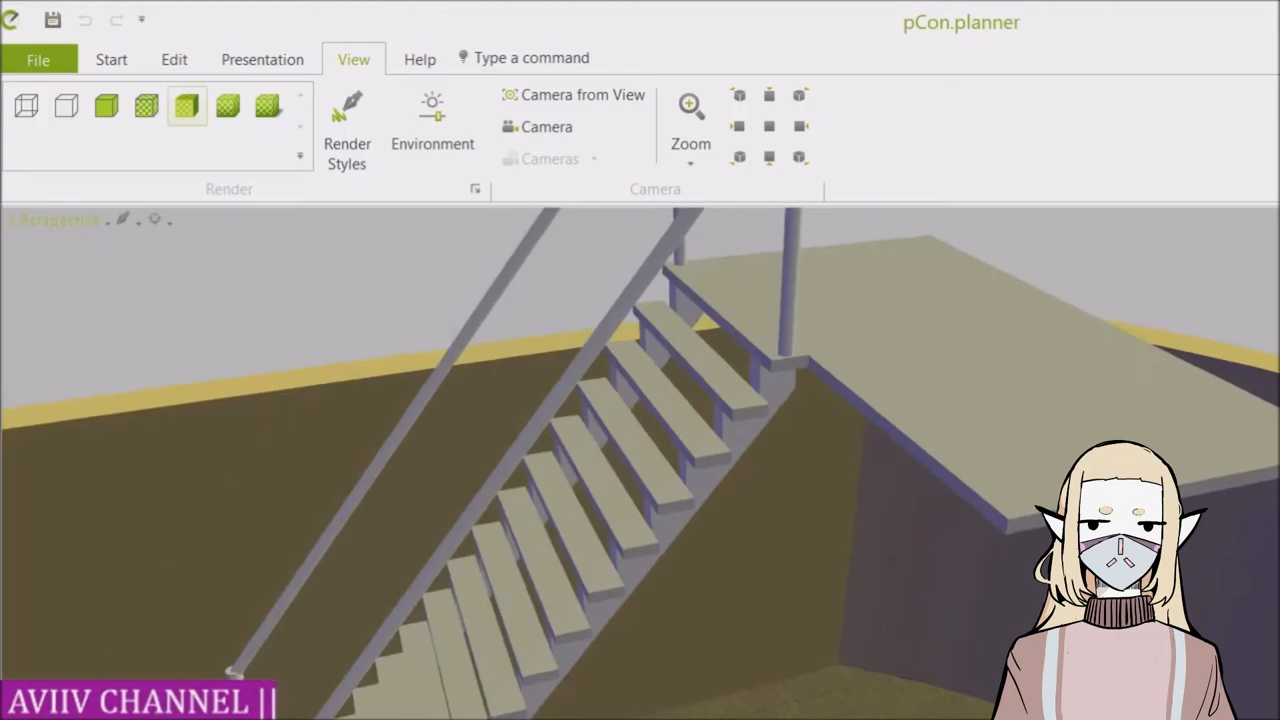 pCon.planner
File Start Edit Presentation View Help Type a command
Camera from View
Camera
Cameras
Render
Styles
Environment
Zoom
Render
Camera
Perspective
AVIIV CHANNEL ||